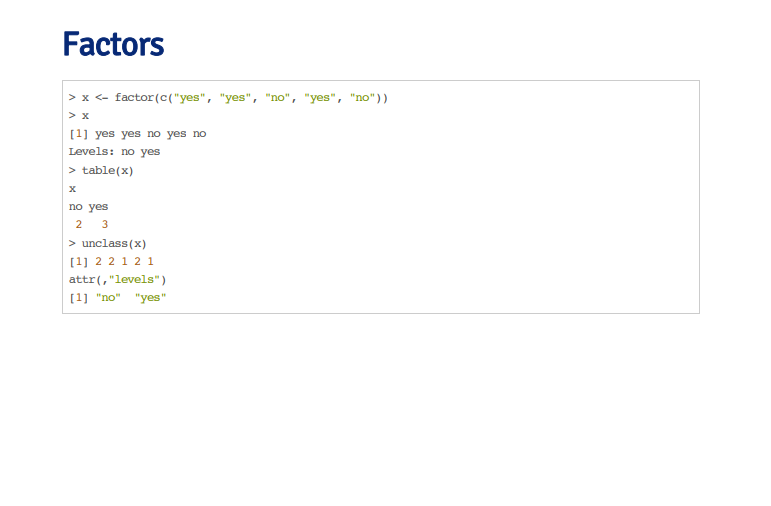 Factors
> x <- factor(c("yes", "yes", "no", "yes", "no"))
> x
[1] yes yes no yes no
Levels: no yes
> table(x)
x
no yes
 2   3
> unclass(x)
[1] 2 2 1 2 1
attr(,"levels")
[1] "no"  "yes"